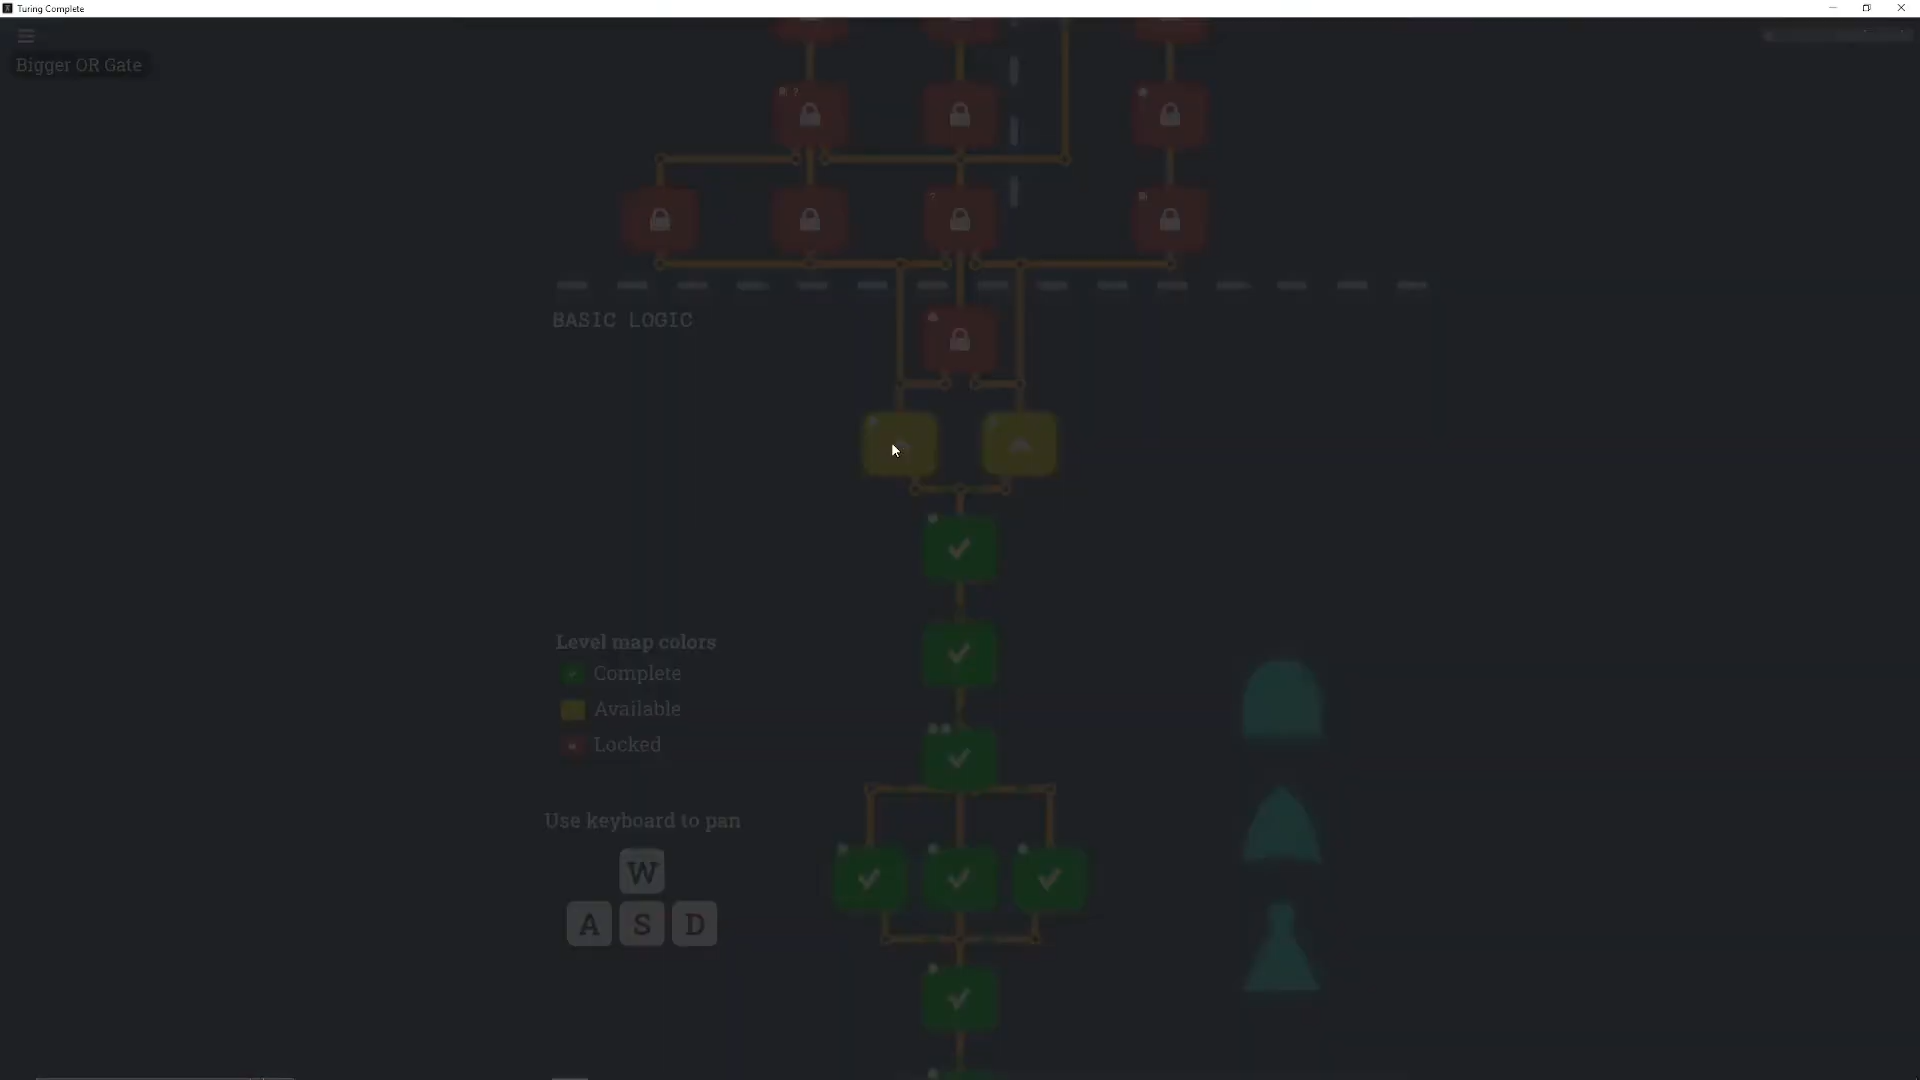 Turing Complete
Bigger OR Gate
BASIC LOGIC
Level map colors
Complete
Available
Locked
Use keyboard to pan
W
A S D